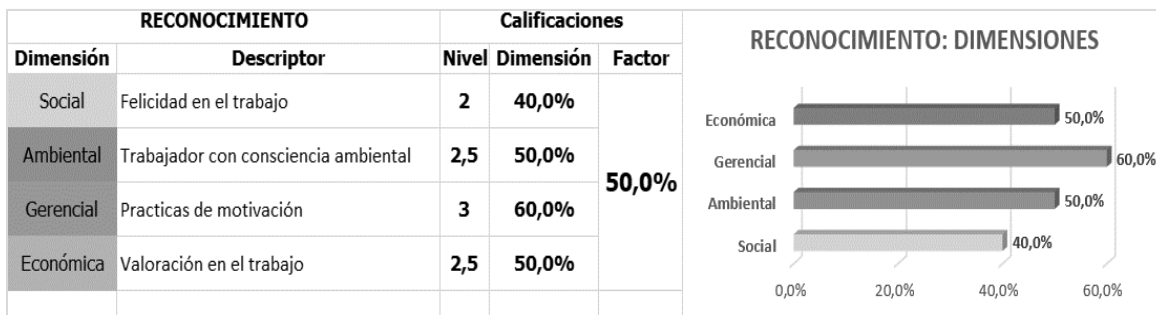 RECONOCIMIENTO Calificaciones
Dimensión Descriptor Nivel Dimensión Factor
Social Felicidad en el trabajo 2 40,0%
Ambiental Trabajador con consciencia ambiental 2,5 50,0%
50,0%
Gerencial Practicas de motivación 3 60,0%
Económica Valoración en el trabajo 2,5 50,0%
RECONOCIMIENTO: DIMENSIONES
Económica 50,0%
Gerencial 60,0%
Ambiental 50,0%
Social 40,0%
0,0% 20,0% 40,0% 60,0%